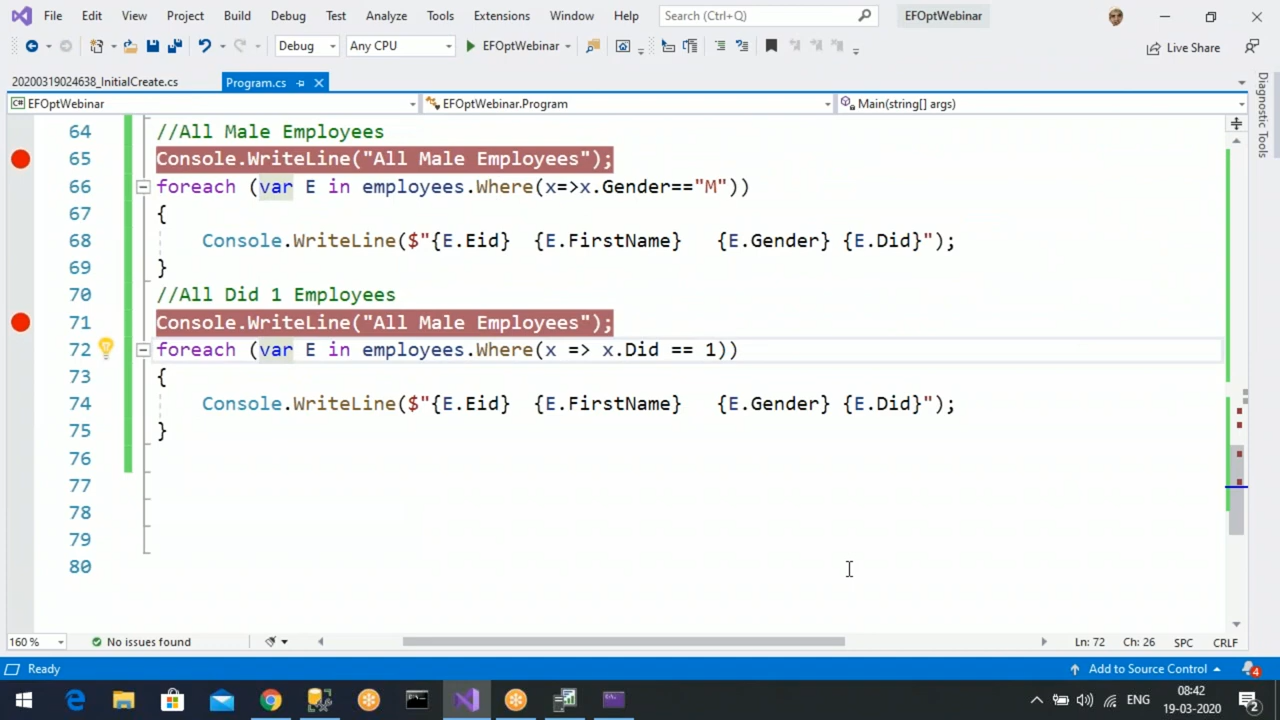 File Edit View Project Build Debug Test Analyze Tools Extensions Window Help Search (Ctrl+Q) EFOptWebinar
Debug Any CPU EFOptWebinar Live Share
20200319024638_InitialCreate.cs Program.cs
C# EFOptWebinar EFOptWebinar.Program Main(string[] args)
Diagnostic Tools
64 //All Male Employees
65 Console.WriteLine("All Male Employees");
66 foreach (var E in employees.Where(x=>x.Gender=="M"))
67 {
68 Console.WriteLine($"{E.Eid}  {E.FirstName}   {E.Gender} {E.Did}");
69 }
70 //All Did 1 Employees
71 Console.WriteLine("All Male Employees");
72 foreach (var E in employees.Where(x => x.Did == 1))
73 {
74 Console.WriteLine($"{E.Eid}  {E.FirstName}   {E.Gender} {E.Did}");
75 }
76
77
78
79
80
160 % No issues found Ln: 72 Ch: 26 SPC CRLF
Ready Add to Source Control 4
ENG 08:42
19-03-2020 2